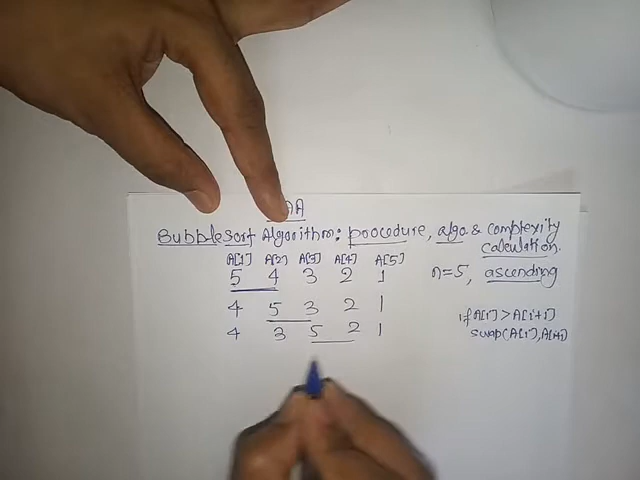 AA
Bubblesort Algorithm: procedure, algo & complexity
calculation.
A[1] A[2] A[3] A[4] A[5]
5 4 3 2 1
n=5, ascending
4 5 3 2 1
4 3 5 2 1
if A[i] > A[i+1]
swap(A[i], A[i+1)